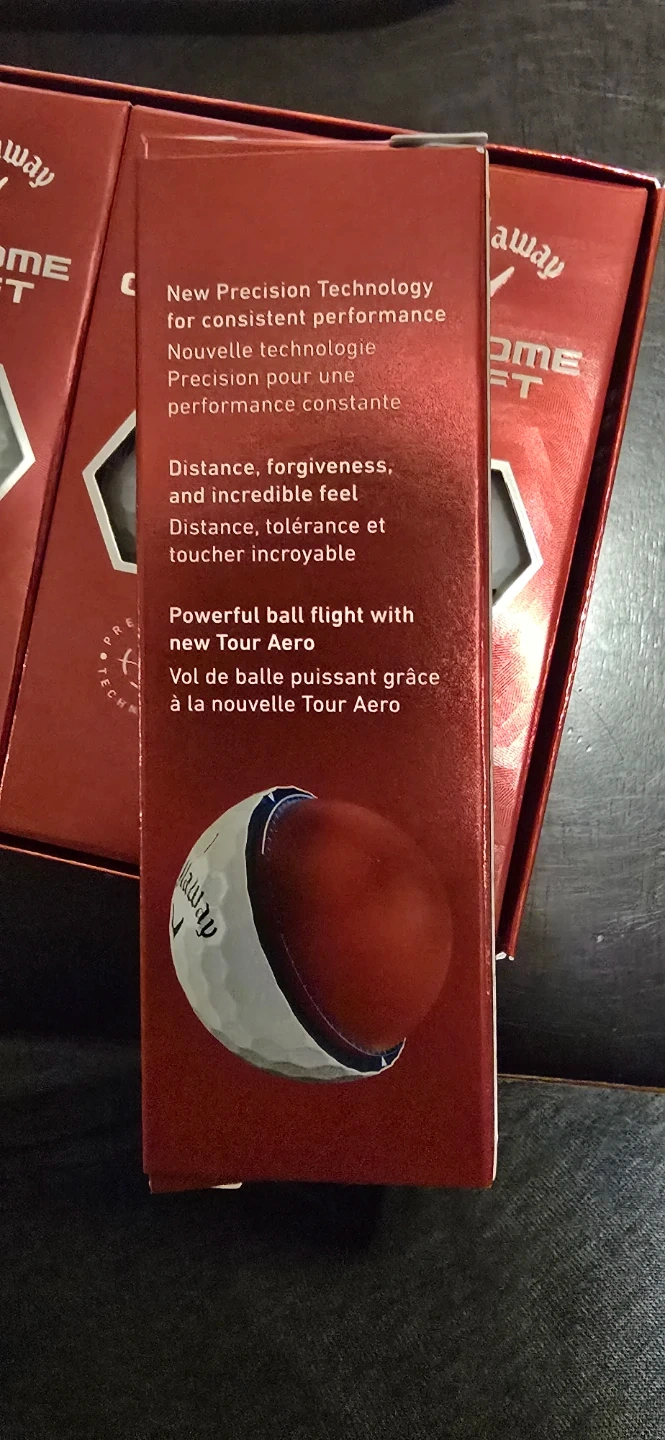 New Precision Technology
for consistent performance
Nouvelle technologie
Precision pour une
performance constante
Distance, forgiveness,
and incredible feel
Distance, tolérance et
toucher incroyable
Powerful ball flight with
new Tour Aero
Vol de balle puissant grâce
à la nouvelle Tour Aero